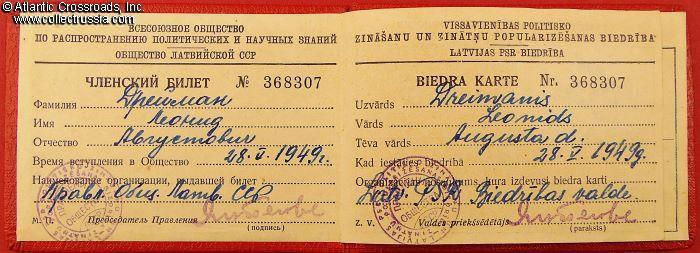 © Atlantic Crossroads, Inc.
www.collectrussia.com
ВСЕСОЮЗНОЕ ОБЩЕСТВО
ПО РАСПРОСТРАНЕНИЮ ПОЛИТИЧЕСКИХ И НАУЧНЫХ ЗНАНИЙ
ОБЩЕСТВО ЛАТВИЙСКОЙ ССР
ЧЛЕНСКИЙ БИЛЕТ № 368307
Фамилия Дрейман
Имя Леонид
Отчество Августович
Время вступления в Общество 28.V.1949г.
Наименование организации, выдавшей билет
Правл. Общ. Латв. ССР
М. П. Председатель Правления
(подпись)
VISSAVIENĪBAS POLITISKO
ZINĀŠANU UN ZINĀTŅU POPULARIZĒŠANAS BIEDRĪBA
LATVIJAS PSR BIEDRĪBA
BIEDRA KARTE Nr. 368307
Uzvārds Dreimanis
Vārds Leonids
Tēva vārds Augusta d.
Kad iestājies biedrībā 28.V.1949g.
Organizācijas nosaukums, kura izdevusi biedra karti
Latv. PSR Biedrības valde
Z. V. Valdes priekšsēdētājs
(paraksts)